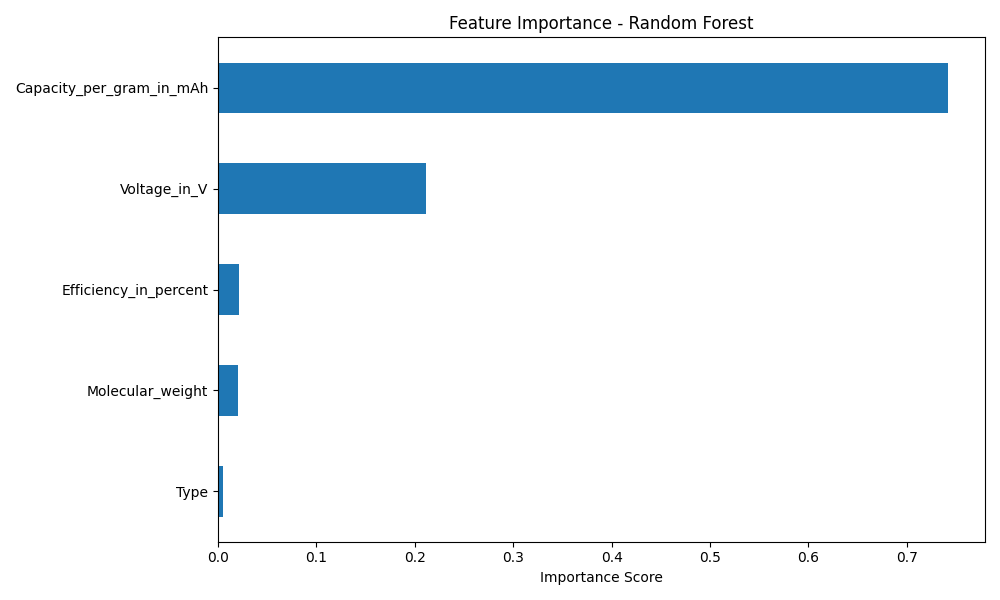 Feature Importance - Random Forest
Capacity_per_gram_in_mAh
Voltage_in_V
Efficiency_in_percent
Molecular_weight
Type
0.0 0.1 0.2 0.3 0.4 0.5 0.6 0.7
Importance Score